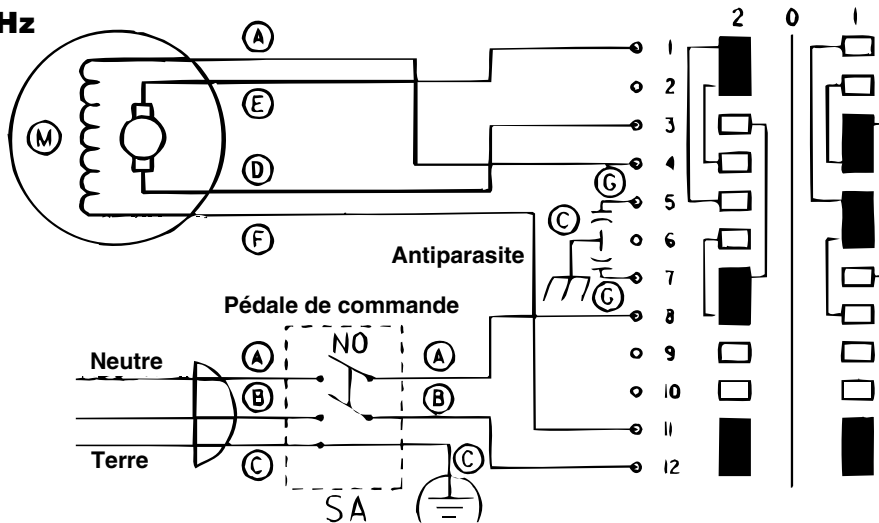 Hz
2 0 1
A
E
M
D
F
1
2
3
4
5
6
7
8
9
10
11
12
G
C
G
Antiparasite
Pédale de commande
NO
Neutre
A
A
B
B
Terre
C
C
SA